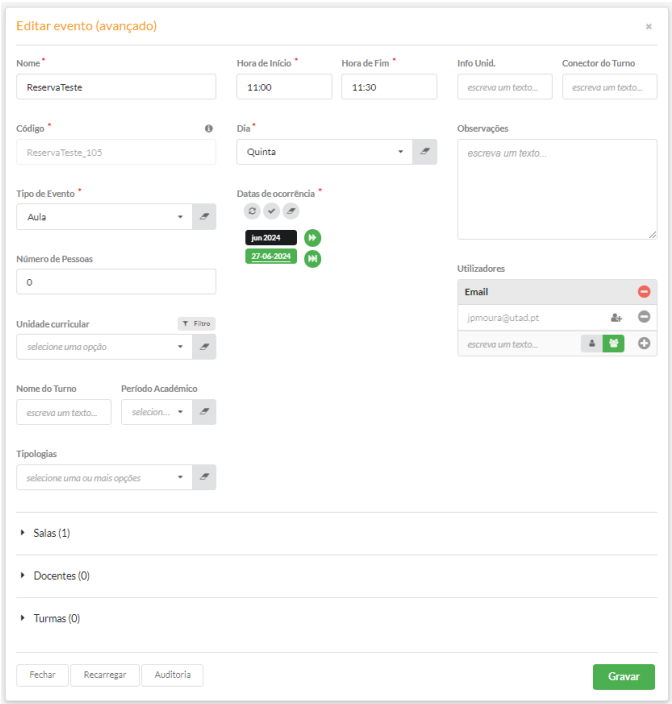 Editar evento (avançado)
Nome *
ReservaTeste
Hora de Início *
11:00
Hora de Fim *
11:30
Info Unid.
escreva um texto...
Conector do Turno
escreva um texto...
Código *
ReservaTeste_105
Dia *
Quinta
Observações
escreva um texto...
Tipo de Evento *
Aula
Datas de ocorrência *
jun 2024
27-06-2024
Número de Pessoas
0
Utilizadores
Email
jpmoura@utad.pt
escreva um texto...
Unidade curricular
Filtro
selecione uma opção
Nome do Turno
escreva um texto...
Período Académico
selecion...
Tipologias
selecione uma ou mais opções
Salas (1)
Docentes (0)
Turmas (0)
Fechar
Recarregar
Auditoria
Gravar